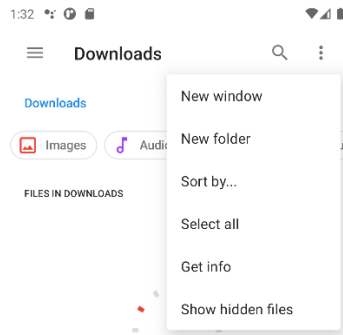 1:32
Downloads
Downloads
New window
New folder
Sort by...
Select all
Get info
Show hidden files
Images
FILES IN DOWNLOADS